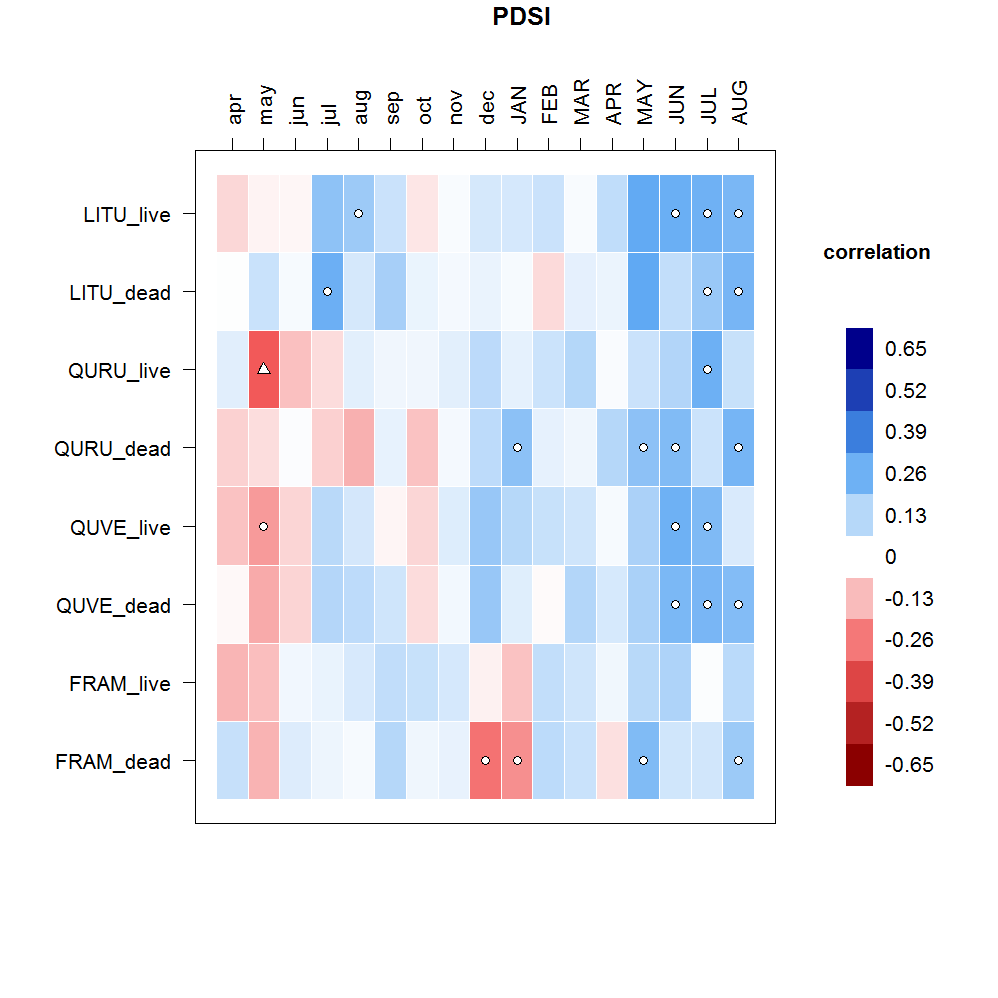 PDSI
apr may jun jul aug sep oct nov dec JAN FEB MAR APR MAY JUN JUL AUG
LITU_live
LITU_dead
QURU_live
QURU_dead
QUVE_live
QUVE_dead
FRAM_live
FRAM_dead
correlation
0.65
0.52
0.39
0.26
0.13
0
-0.13
-0.26
-0.39
-0.52
-0.65